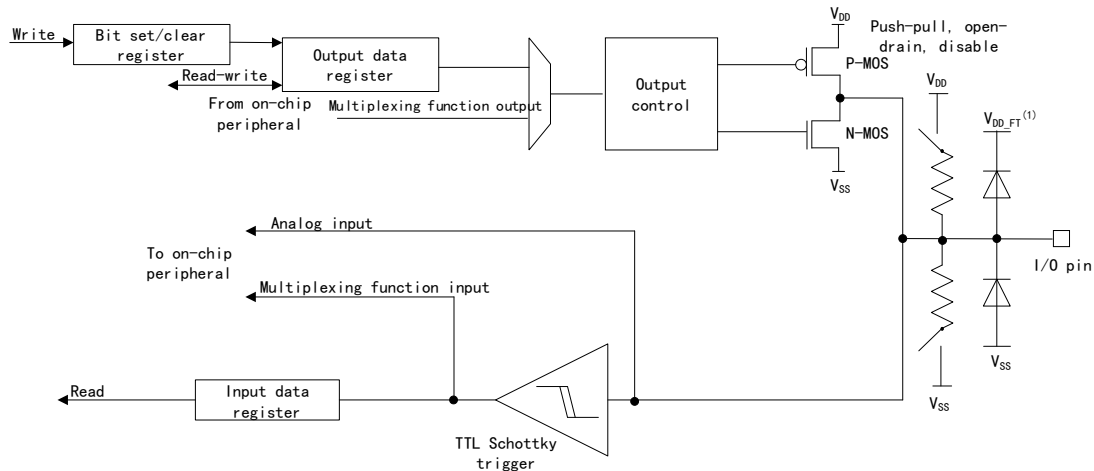 Write
Bit set/clear
register
Read-write
Output data
register
From on-chip
peripheral
Multiplexing function output
Output
control
V_DD
Push-pull, open-
drain, disable
P-MOS
N-MOS
V_SS
V_DD
V_DD_FT(1)
I/O pin
V_SS
V_SS
Analog input
To on-chip
peripheral
Multiplexing function input
Read
Input data
register
TTL Schottky
trigger